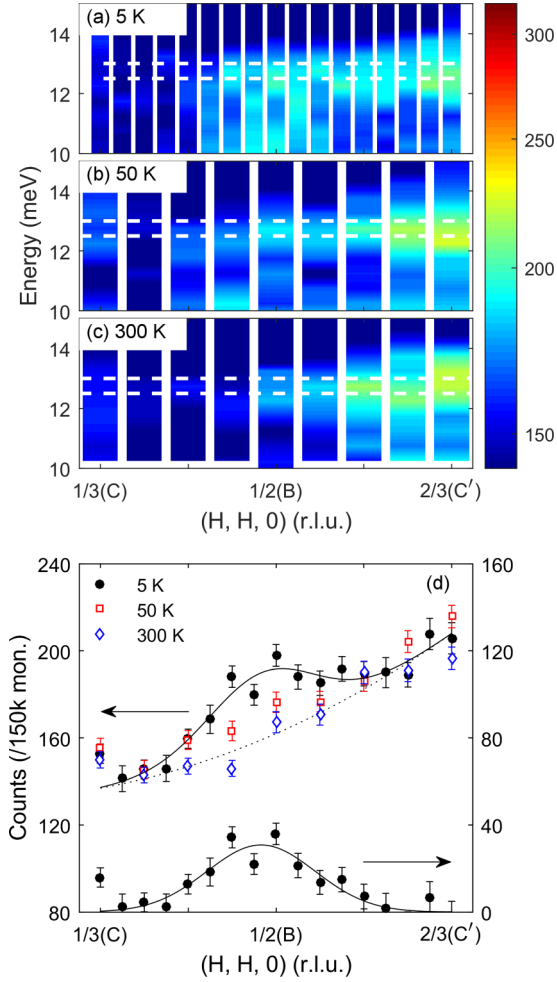 (a) 5 K
14
12
10
(b) 50 K
14
12
10
(c) 300 K
14
12
10
Energy (meV)
300
250
200
150
1/3(C)
1/2(B)
2/3(C′)
(H, H, 0) (r.l.u.)
240
200
160
120
80
Counts (/150k mon.)
5 K
50 K
300 K
(d)
160
120
80
40
0
1/3(C)
1/2(B)
2/3(C′)
(H, H, 0) (r.l.u.)